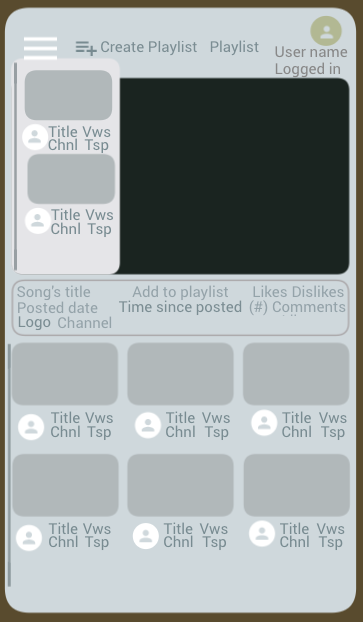 Create Playlist Playlist
User name
Logged in
Title Vws
Chnl Tsp
Title Vws
Chnl Tsp
Song's title Add to playlist Likes Dislikes
Posted date Time since posted (#) Comments
Logo Channel
Title Vws Title Vws Title Vws
Chnl Tsp Chnl Tsp Chnl Tsp
Title Vws Title Vws Title Vws
Chnl Tsp Chnl Tsp Chnl Tsp